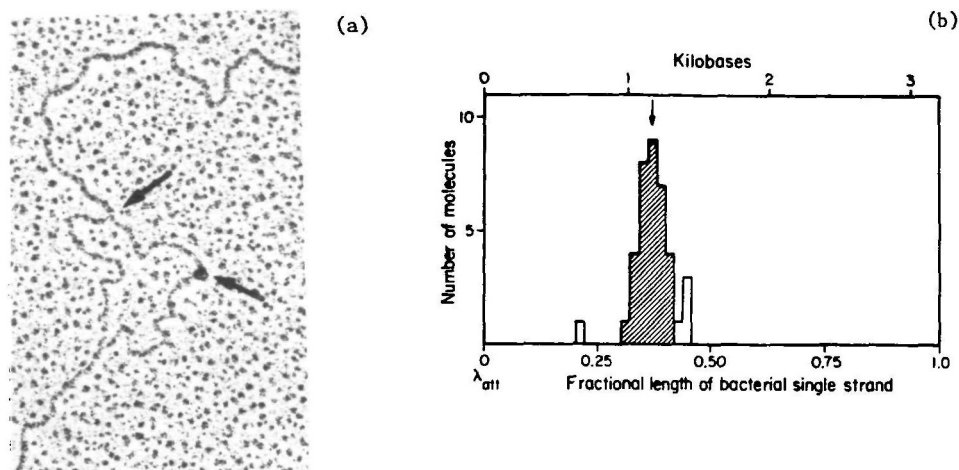 (a)
(b)
Kilobases
0 1 2 3
Number of molecules
10
5
0 0.25 0.50 0.75 1.0
λatt Fractional length of bacterial single strand